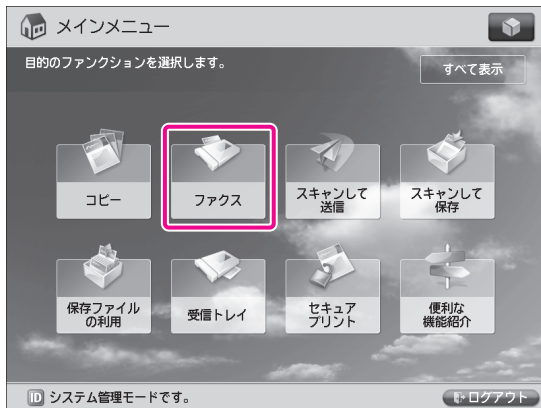 メインメニュー
目的のファンクションを選択します。
すべて表示
コピー
ファクス
スキャンして
送信
スキャンして
保存
保存ファイル
の利用
受信トレイ
セキュア
プリント
便利な
機能紹介
ID システム管理モードです。
ログアウト